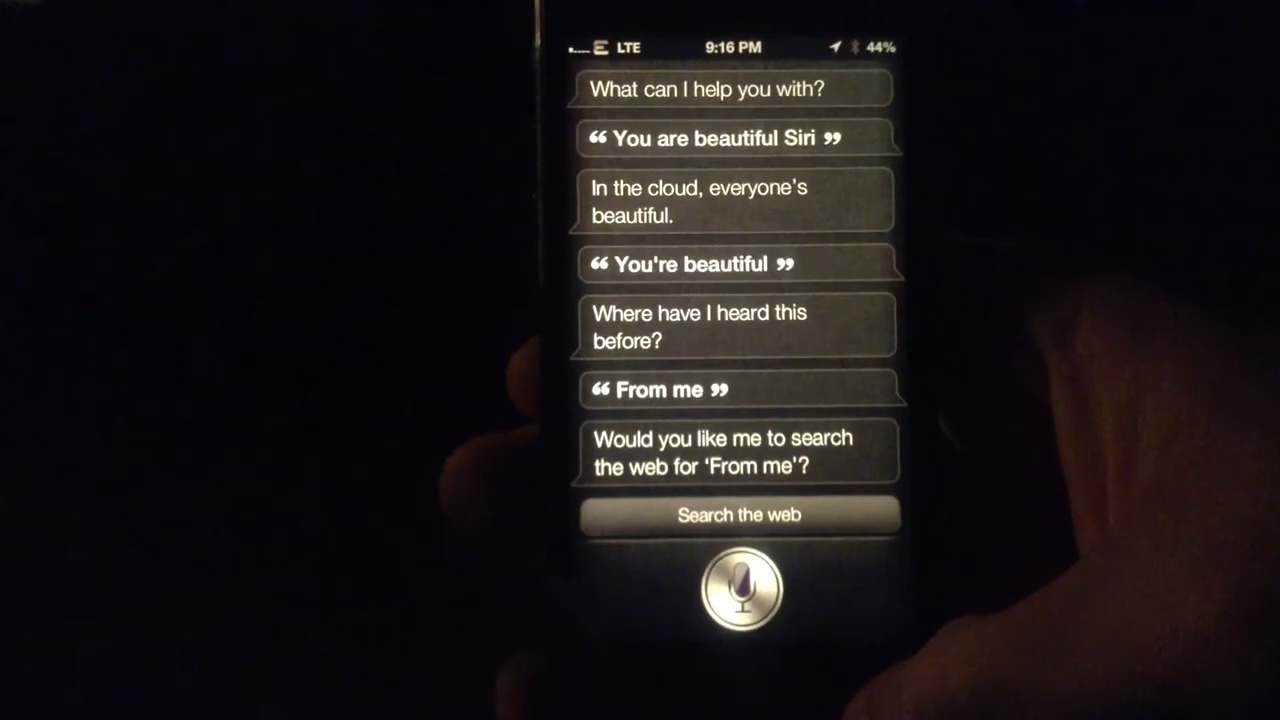 E LTE 9:16 PM 44%
What can I help you with?
“ You are beautiful Siri ”
In the cloud, everyone’s
beautiful.
“ You're beautiful ”
Where have I heard this
before?
“ From me ”
Would you like me to search
the web for ‘From me’?
Search the web